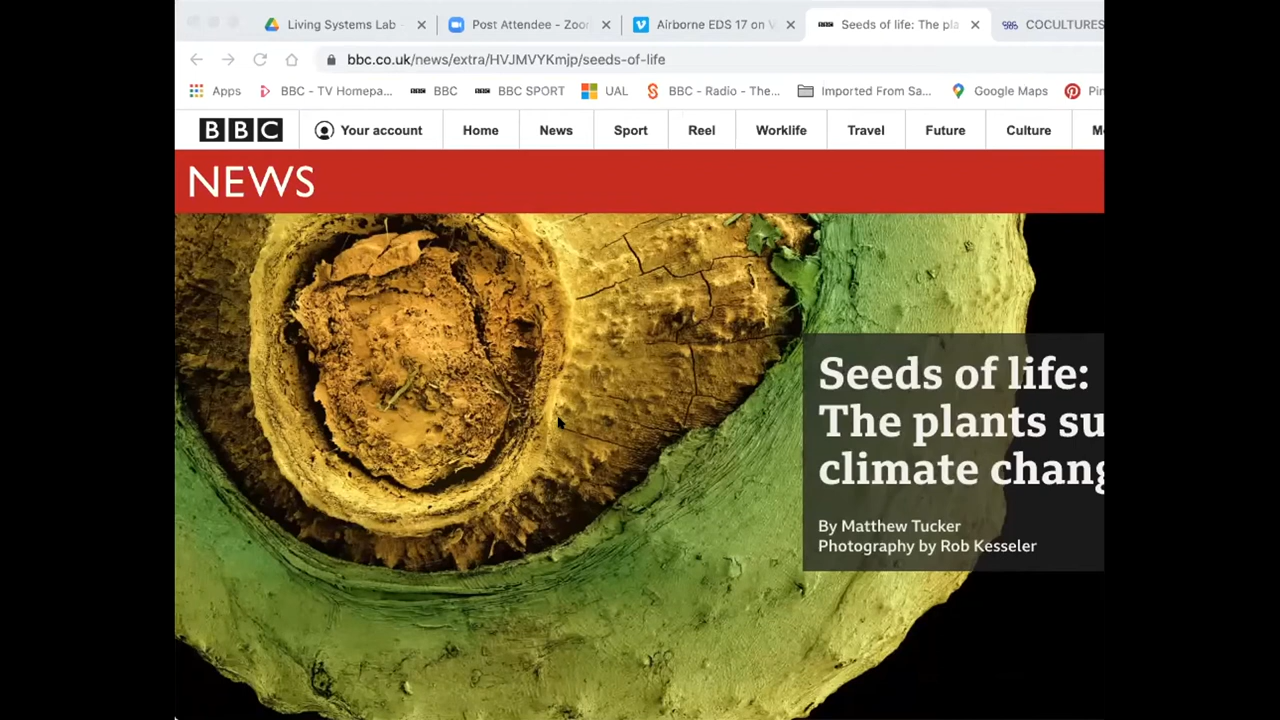 Living Systems Lab
Post Attendee - Zoo
Airborne EDS 17 on
Seeds of life: The pla
COCULTURES
bbc.co.uk/news/extra/HVJMVYKmjp/seeds-of-life
Apps
BBC - TV Homepa...
BBC
BBC SPORT
UAL
BBC - Radio - The...
Imported From Sa...
Google Maps
Pin
BBC
Your account
Home
News
Sport
Reel
Worklife
Travel
Future
Culture
M
NEWS
Seeds of life:
The plants su
climate chang
By Matthew Tucker
Photography by Rob Kesseler